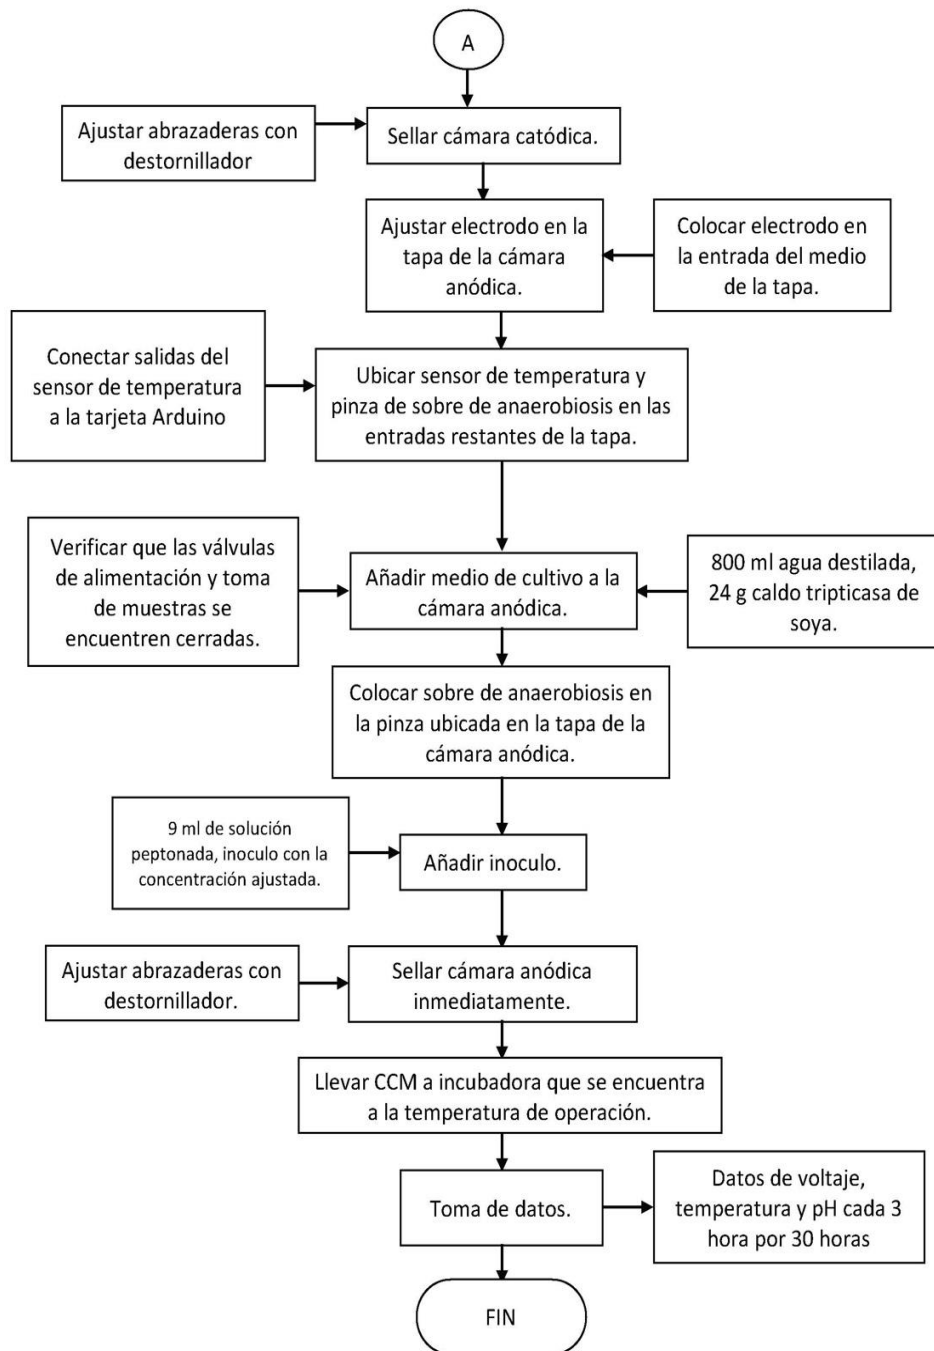 A
Ajustar abrazaderas con
destornillador
Sellar cámara catódica.
Ajustar electrodo en la
tapa de la cámara
anódica.
Colocar electrodo en
la entrada del medio
de la tapa.
Conectar salidas del
sensor de temperatura
a la tarjeta Arduino
Ubicar sensor de temperatura y
pinza de sobre de anaerobiosis en las
entradas restantes de la tapa.
Verificar que las válvulas
de alimentación y toma
de muestras se
encuentren cerradas.
Añadir medio de cultivo a la
cámara anódica.
800 ml agua destilada,
24 g caldo tripticasa de
soya.
Colocar sobre de anaerobiosis en
la pinza ubicada en la tapa de la
cámara anódica.
9 ml de solución
peptonada, inoculo con la
concentración ajustada.
Añadir inoculo.
Ajustar abrazaderas con
destornillador.
Sellar cámara anódica
inmediatamente.
Llevar CCM a incubadora que se encuentra
a la temperatura de operación.
Toma de datos.
Datos de voltaje,
temperatura y pH cada 3
hora por 30 horas
FIN